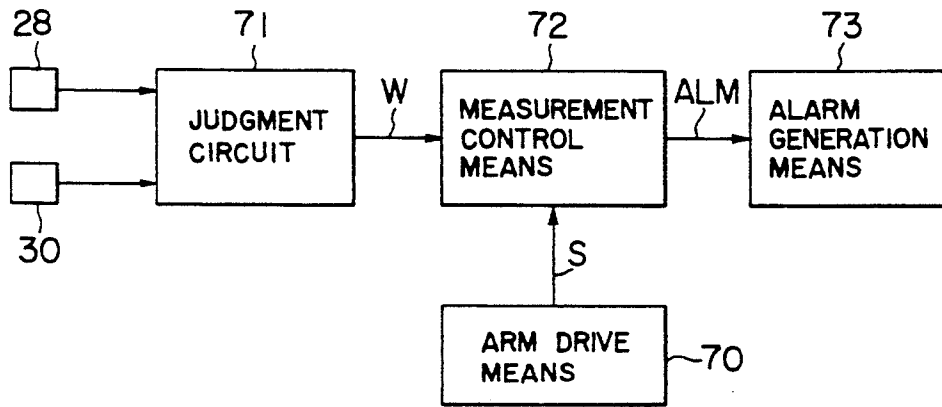 28
71
72
73
JUDGMENT
CIRCUIT
W
MEASUREMENT
CONTROL
MEANS
ALM
ALARM
GENERATION
MEANS
30
S
ARM DRIVE
MEANS
70